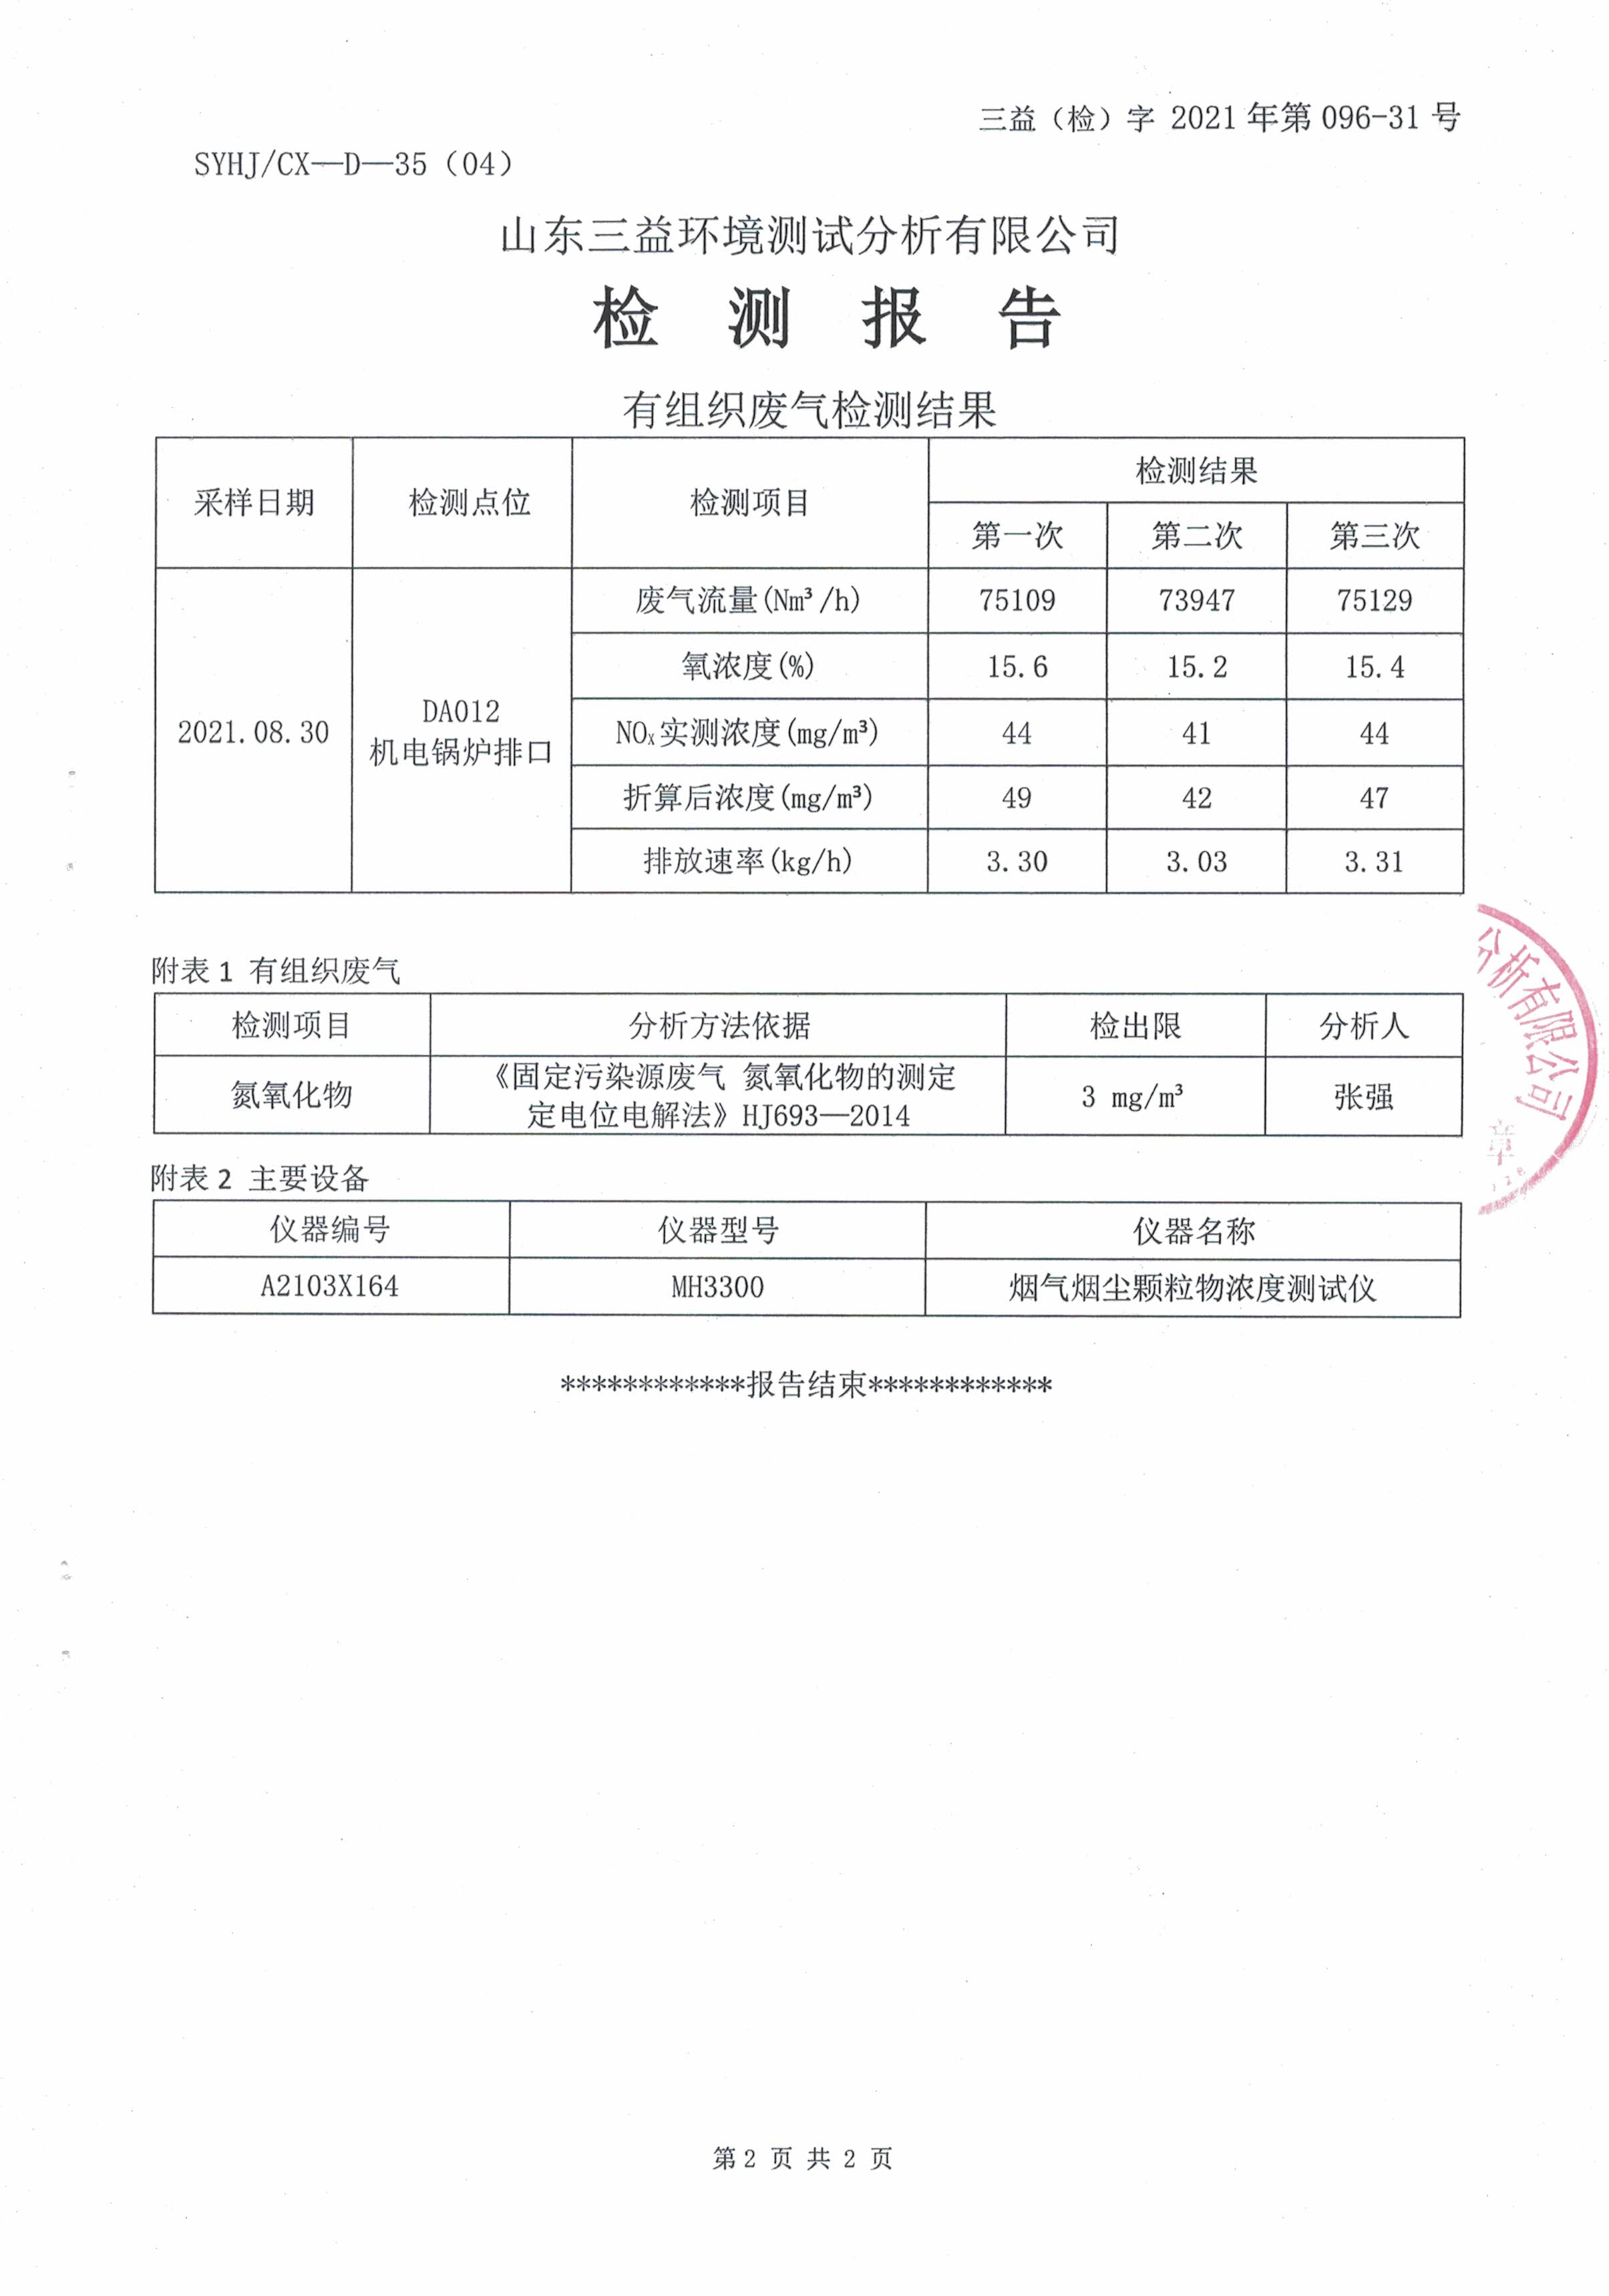 三益（检）字 2021 年第 096-31 号
SYHJ/CX—D—35（04）
山东三益环境测试分析有限公司
检 测 报 告
有组织废气检测结果
采样日期 检测点位 检测项目 检测结果
第一次 第二次 第三次
2021.08.30 DA012 机电锅炉排口
废气流量(Nm³/h) 75109 73947 75129
氧浓度(%) 15.6 15.2 15.4
NOx实测浓度(mg/m³) 44 41 44
折算后浓度(mg/m³) 49 42 47
排放速率(kg/h) 3.30 3.03 3.31
附表 1 有组织废气
检测项目 分析方法依据 检出限 分析人
氮氧化物 《固定污染源废气 氮氧化物的测定 定电位电解法》HJ693—2014 3 mg/m³ 张强
分析有限公司
章
附表 2 主要设备
仪器编号 仪器型号 仪器名称
A2103X164 MH3300 烟气烟尘颗粒物浓度测试仪
************报告结束************
第 2 页 共 2 页